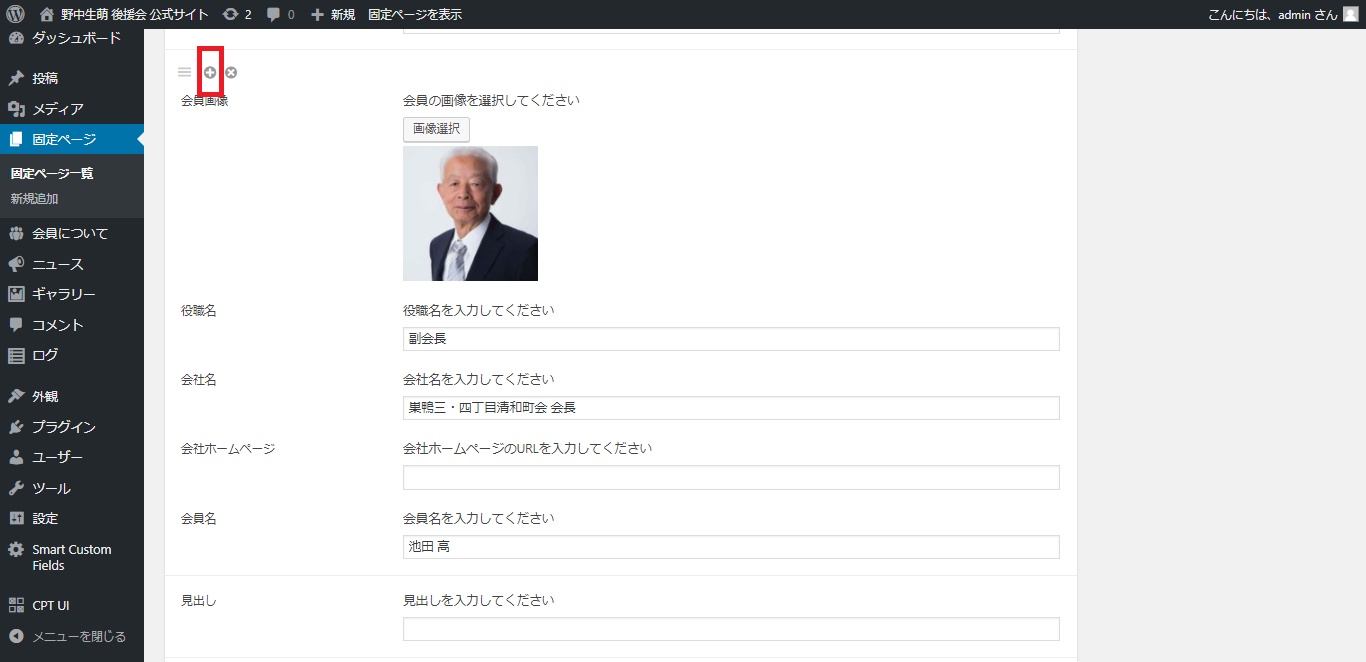 野中生萌 後援会 公式サイト 2 0 新規 固定ページを表示 こんにちは、admin さん
ダッシュボード
投稿
メディア
固定ページ
固定ページ一覧
新規追加
会員について
ニュース
ギャラリー
コメント
ログ
外観
プラグイン
ユーザー
ツール
設定
Smart Custom
Fields
CPT UI
メニューを閉じる
会員画像
会員の画像を選択してください
画像選択
役職名
役職名を入力してください
副会長
会社名
会社名を入力してください
巣鴨三・四丁目清和町会 会長
会社ホームページ
会社ホームページのURLを入力してください
会員名
会員名を入力してください
池田 高
見出し
見出しを入力してください